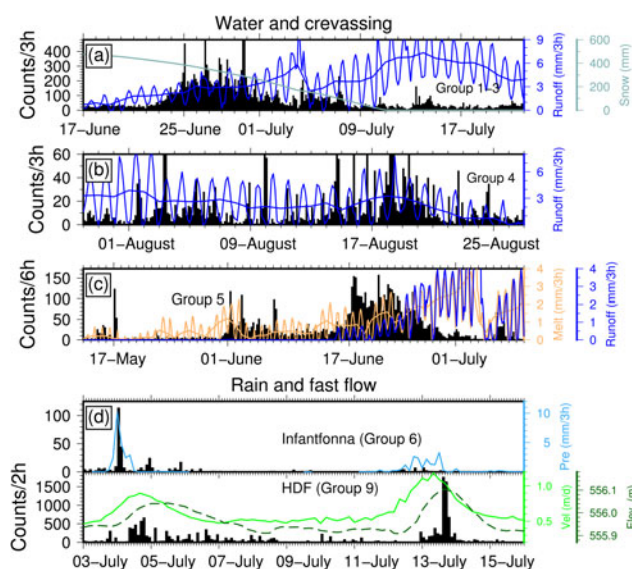 Water and crevassing
(a)
Counts/3h
400
300
200
100
0
Group 1–3
9
6
3
0
Runoff (mm/3h)
600
400
200
0
Snow (mm)
17–June 25–June 01–July 09–July 17–July
(b)
Counts/3h
60
40
20
0
Group 4
6
3
0
Runoff (mm/3h)
01–August 09–August 17–August 25–August
(c)
Counts/6h
150
100
50
0
Group 5
4
3
2
1
0
Melt (mm/3h)
4
3
2
1
0
Runoff (mm/3h)
17–May 01–June 17–June 01–July
Rain and fast flow
(d)
Counts/2h
100
50
0
Infantfonna (Group 6)
10
5
0
Pre (mm/3h)
HDF (Group 9)
1500
1000
500
0
1.0
0.5
Vel (m/d)
556.1
556.0
555.9
Elev (m)
03–July 05–July 07–July 09–July 11–July 13–July 15–July